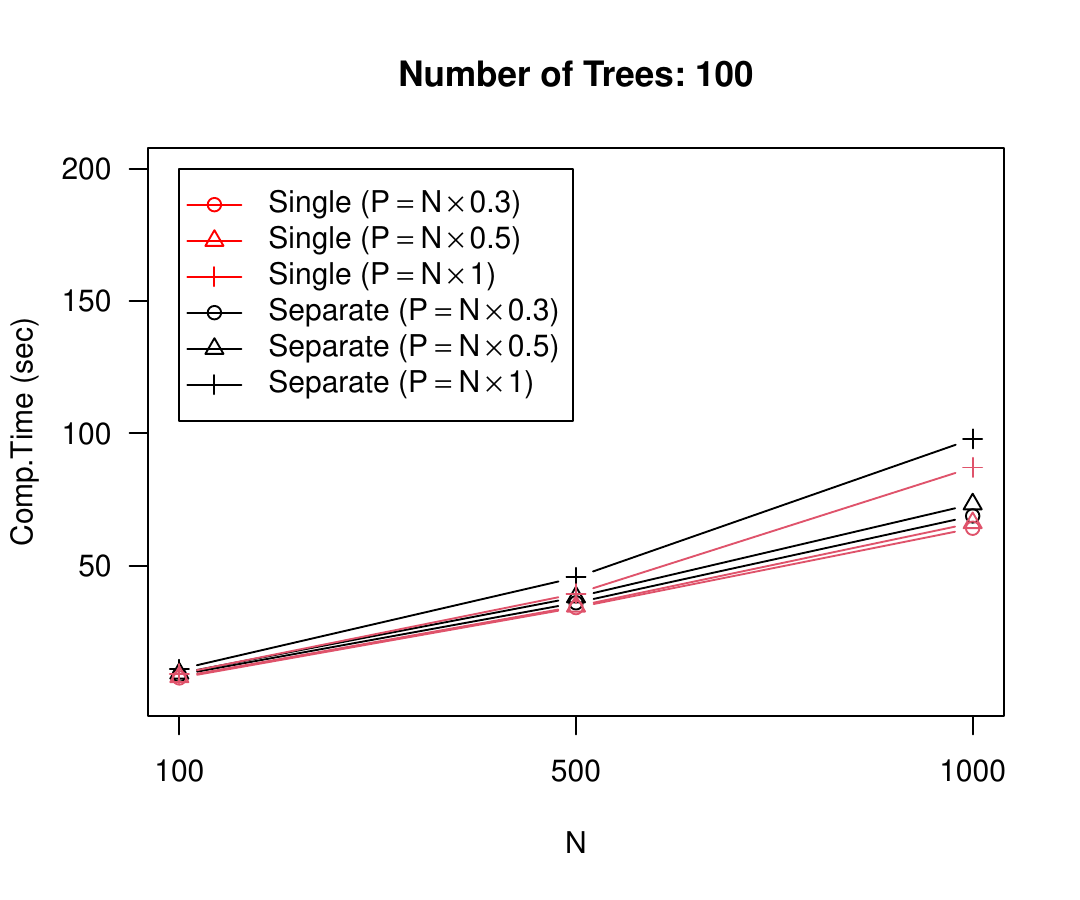 Number of Trees: 100
200
150
100
50
Comp.Time (sec)
Single (P = N × 0.3)
Single (P = N × 0.5)
Single (P = N × 1)
Separate (P = N × 0.3)
Separate (P = N × 0.5)
Separate (P = N × 1)
100 500 1000
N